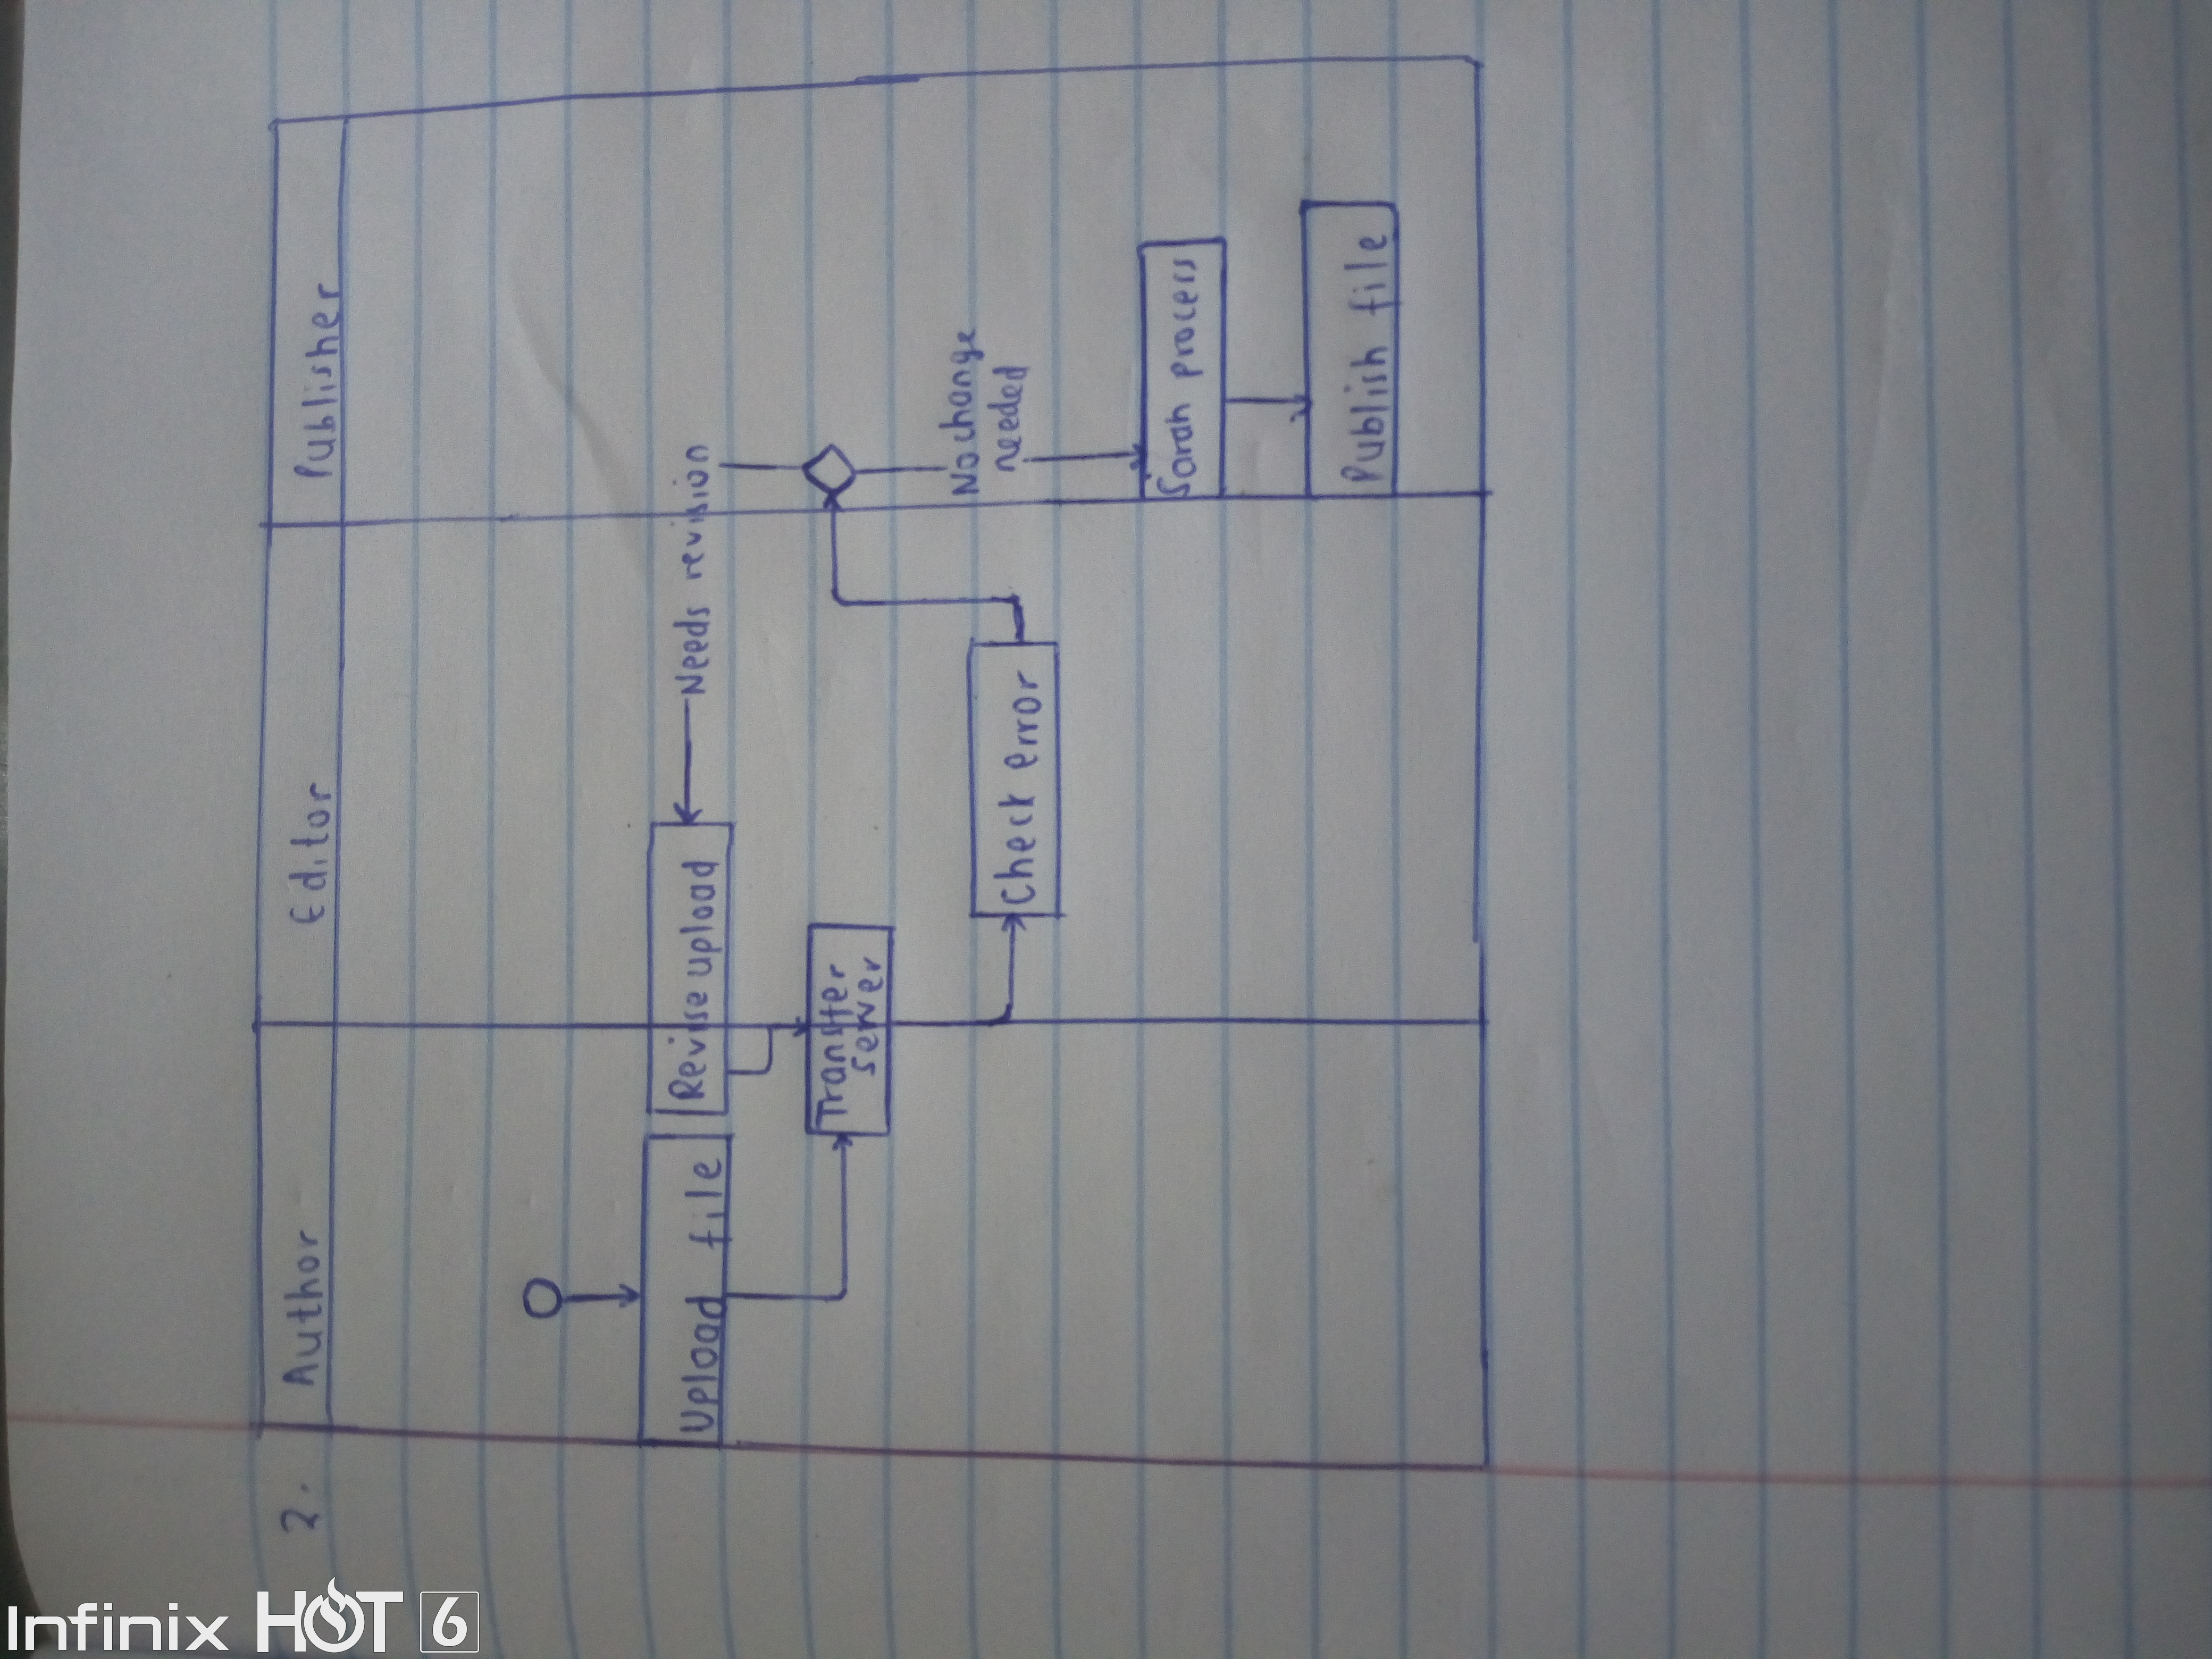 2.
Author
Editor
Publisher
Upload file
Revise upload
Needs revision
Transfer
server
Check error
No change
needed
Sarah process
Publish file
Infinix HOT 6